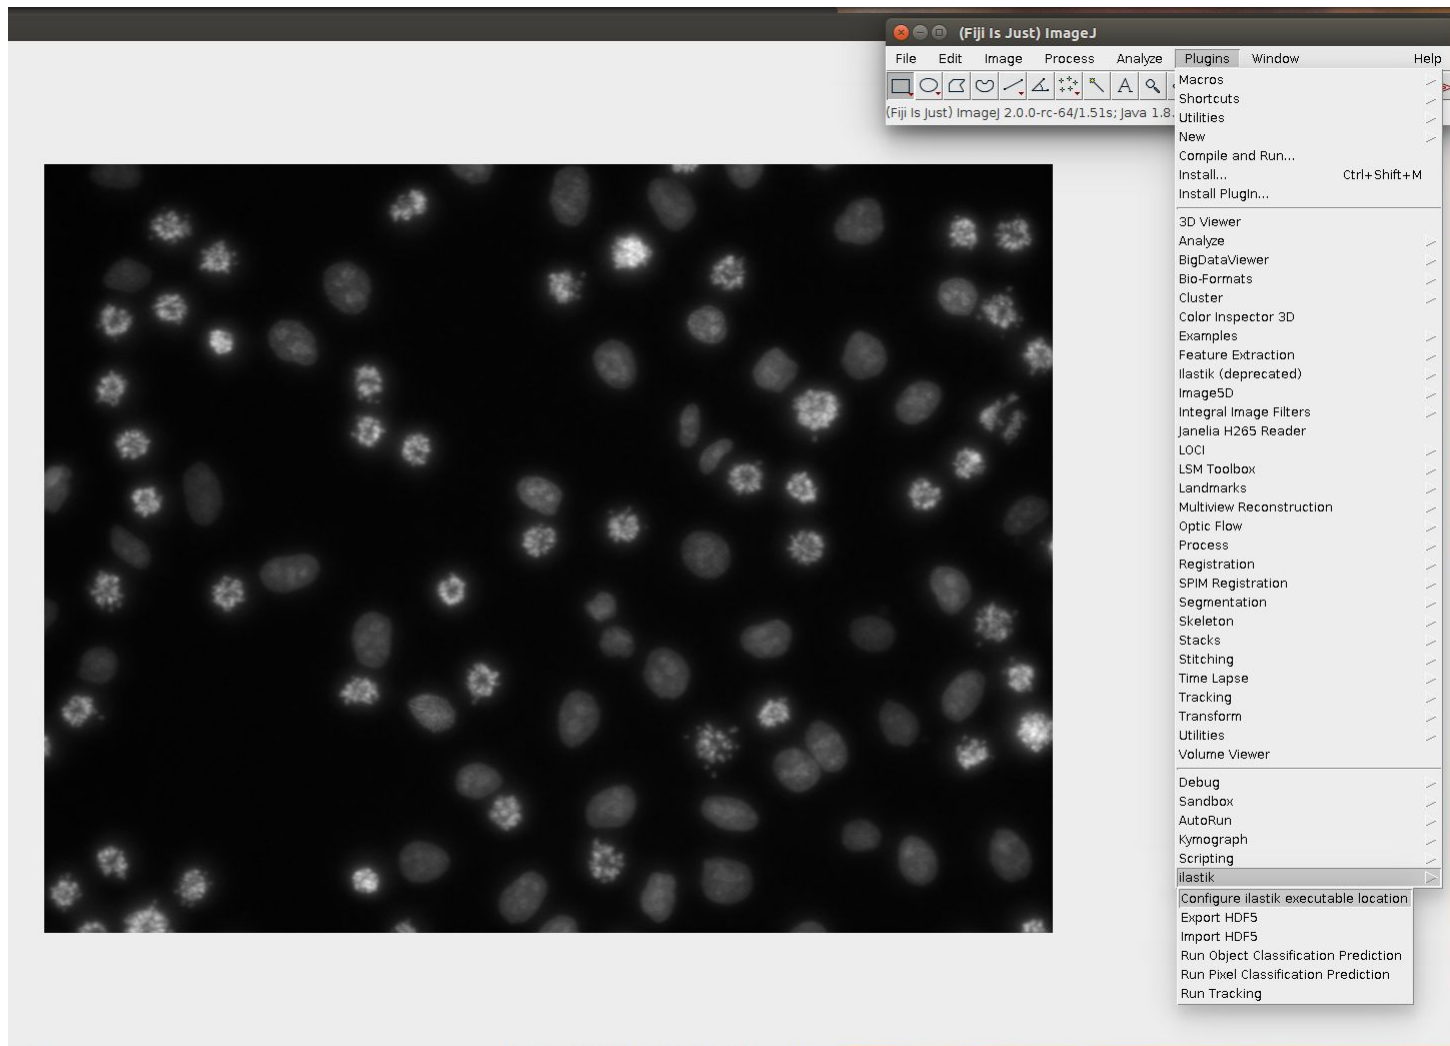 (Fiji Is Just) ImageJ
File Edit Image Process Analyze Plugins Window Help
(Fiji Is Just) ImageJ 2.0.0-rc-64/1.51s; Java 1.8.
Macros
Shortcuts
Utilities
New
Compile and Run...
Install... Ctrl+Shift+M
Install PlugIn...
3D Viewer
Analyze
BigDataViewer
Bio-Formats
Cluster
Color Inspector 3D
Examples
Feature Extraction
Ilastik (deprecated)
Image5D
Integral Image Filters
Janelia H265 Reader
LOCI
LSM Toolbox
Landmarks
Multiview Reconstruction
Optic Flow
Process
Registration
SPIM Registration
Segmentation
Skeleton
Stacks
Stitching
Time Lapse
Tracking
Transform
Utilities
Volume Viewer
Debug
Sandbox
AutoRun
Kymograph
Scripting
ilastik
Configure ilastik executable location
Export HDF5
Import HDF5
Run Object Classification Prediction
Run Pixel Classification Prediction
Run Tracking